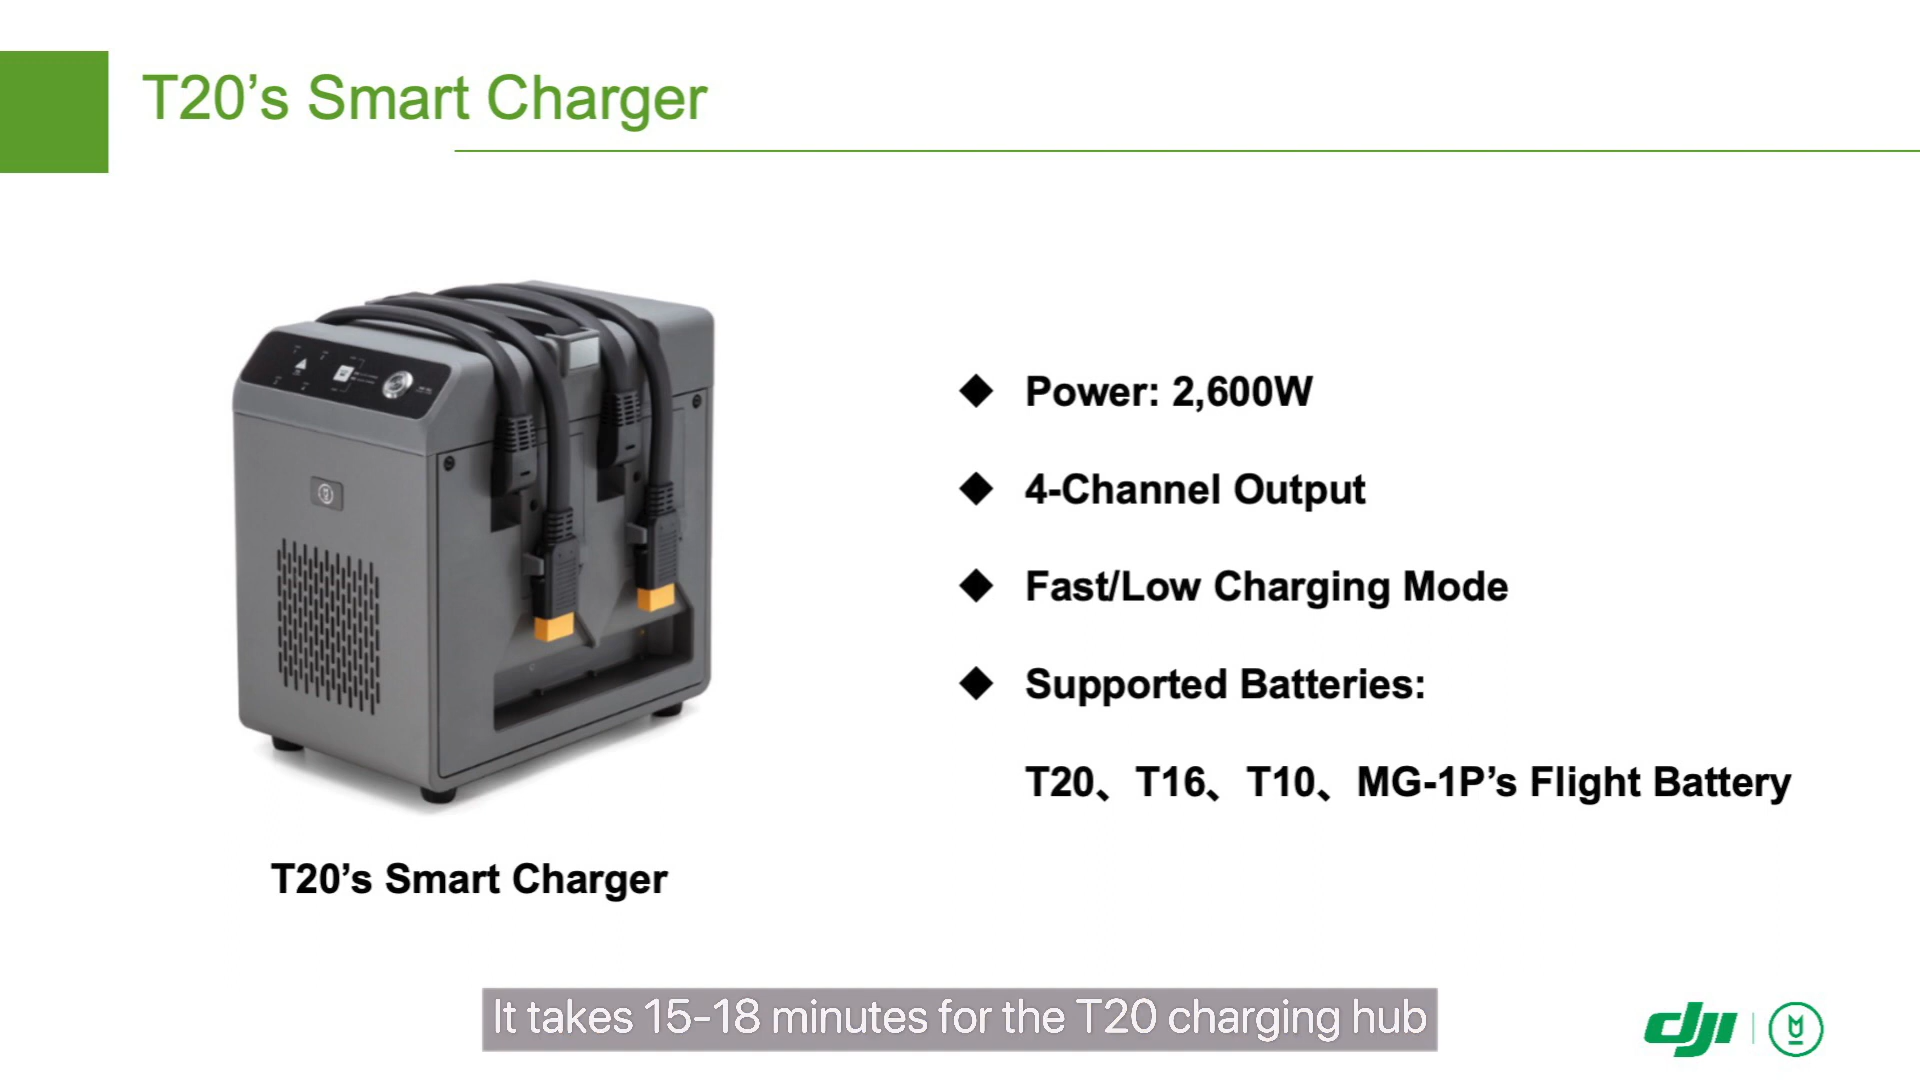 T20’s Smart Charger
◆ Power: 2,600W
◆ 4-Channel Output
◆ Fast/Low Charging Mode
◆ Supported Batteries:
T20、T16、T10、MG-1P’s Flight Battery
T20’s Smart Charger
It takes 15-18 minutes for the T20 charging hub
dji